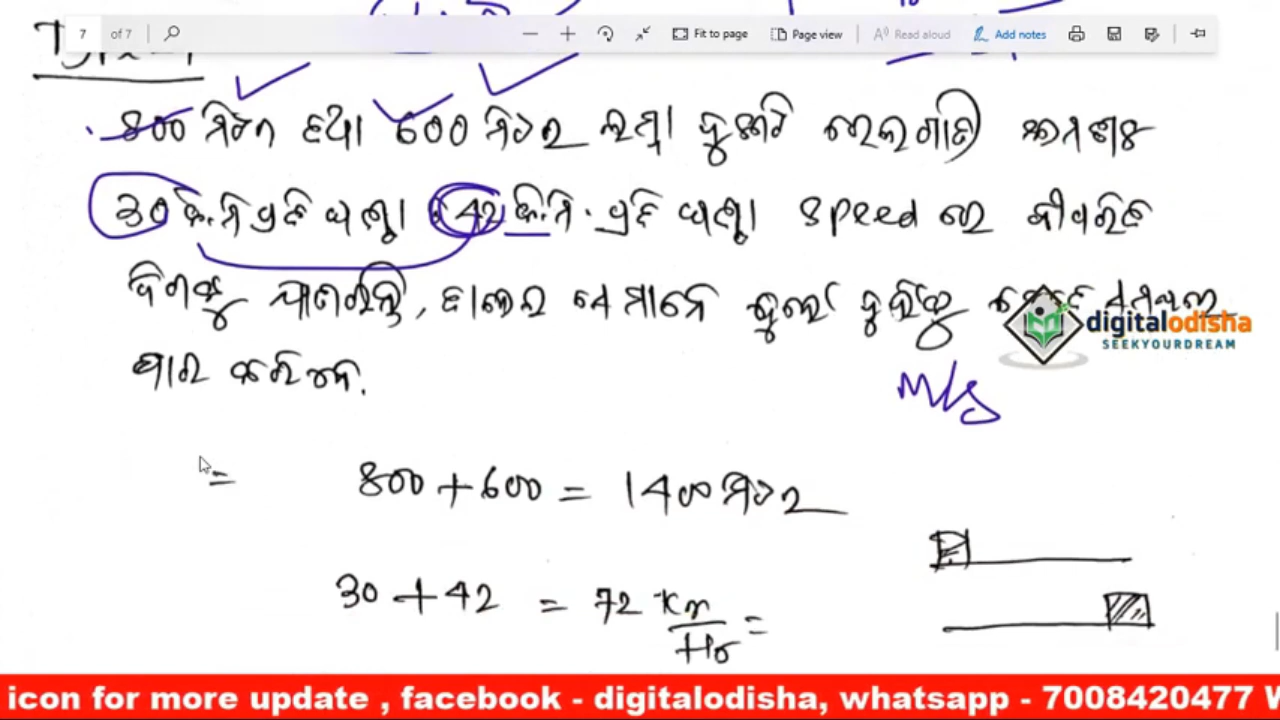 7 of 7 Fit to page Page view Read aloud Add notes
800 ମିଟର ତଥା 600 ମିଟର ଲମ୍ବା ଦୁଇଟି ରେଳଗାଡି କ୍ରମଶଃ
30 କି.ମି ପ୍ରତି ଘଣ୍ଟା ଓ 42 କି.ମି. ପ୍ରତି ଘଣ୍ଟା speed ରେ ବୀପରିତ
ଦିଗକୁ ଯାଉଛନ୍ତି, ତାହେଲେ ସେମାନେ ଦୁହେଁ ଦୁହିଁକୁ
ପାର କରିବେ.
digitalodisha
SEEKYOURDREAM
M/S
= 800 + 600 = 1400 ମିଟର
30 + 42 = 72 Km/Hr =
icon for more update , facebook - digitalodisha, whatsapp - 7008420477 W